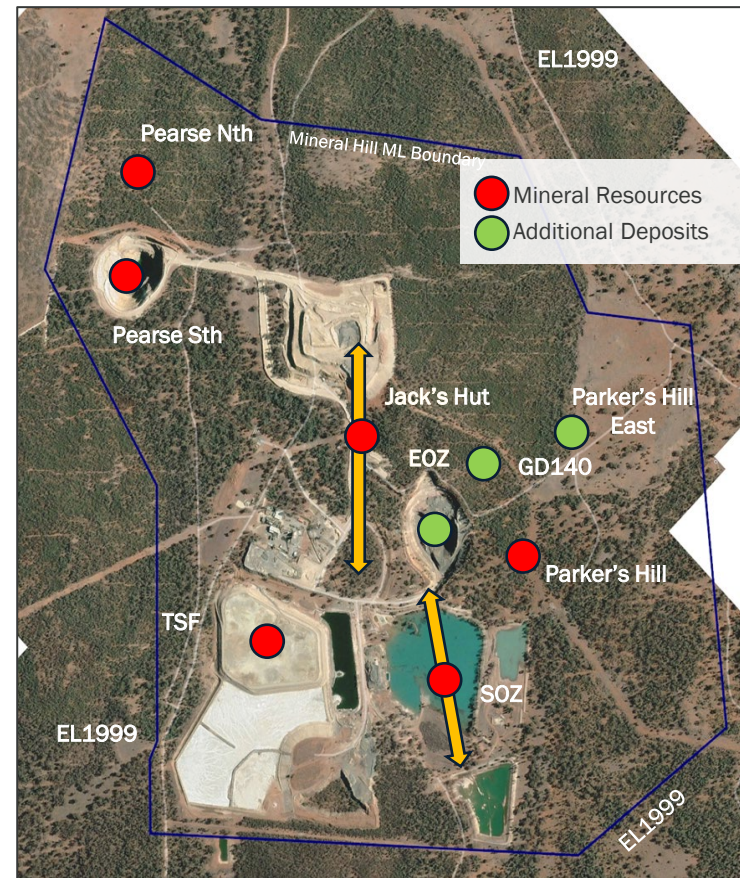 EL1999
Pearse Nth
Mineral Hill ML Boundary
Mineral Resources
Additional Deposits
Pearse Sth
Jack's Hut
Parker's Hill
East
EOZ
GD140
Parker's Hill
TSF
SOZ
EL1999
EL1999